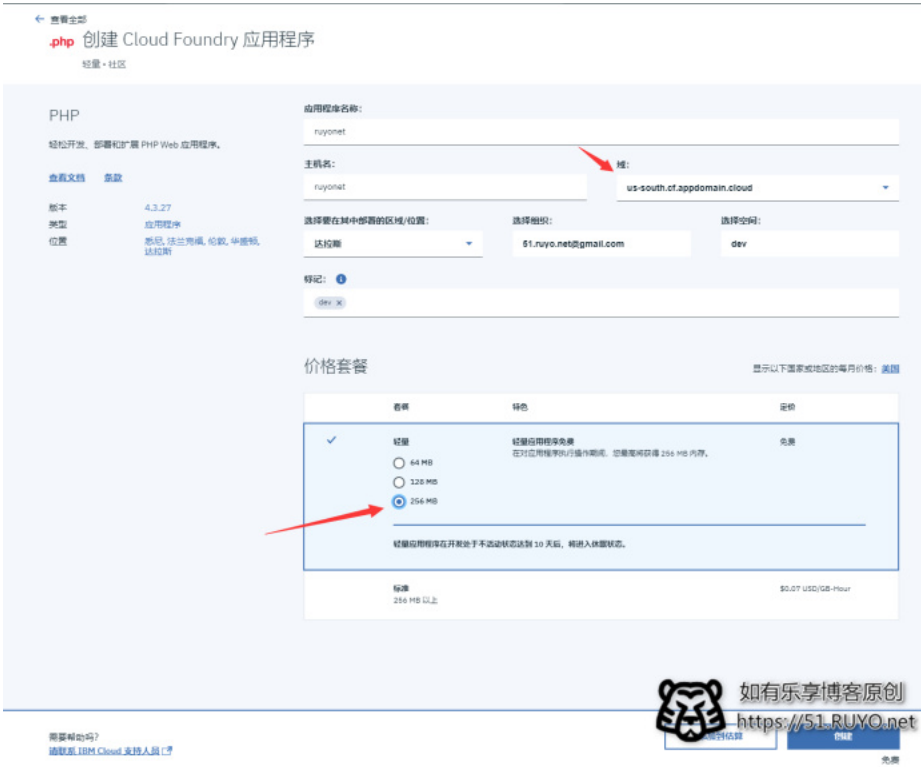 ← 查看全部
.php 创建 Cloud Foundry 应用程序
轻量 • 社区
PHP
轻松开发、部署和扩展 PHP Web 应用程序。
查看文档 条款
版本 4.3.27
类型 应用程序
位置 悉尼, 法兰克福, 伦敦, 华盛顿,
达拉斯
应用程序名称:
ruyonet
主机名: 域:
ruyonet us-south.cf.appdomain.cloud
选择要在其中部署的区域/位置: 选择组织: 选择空间:
达拉斯 51.ruyo.net@gmail.com dev
标记:
dev ×
价格套餐
显示以下国家或地区的每月价格: 美国
套餐 特色 定价
轻量 轻量应用程序免费 免费
在对应用程序执行操作期间, 您最高将获得 256 MB 内存。
64 MB
128 MB
256 MB
轻量应用程序在开发处于不活动状态达到 10 天后, 将进入休眠状态。
标准 $0.07 USD/GB-Hour
256 MB 以上
如有乐享博客原创
https://51.RUYO.net
需要帮助吗?
请联系 IBM Cloud 支持人员
到估算
创建
免费